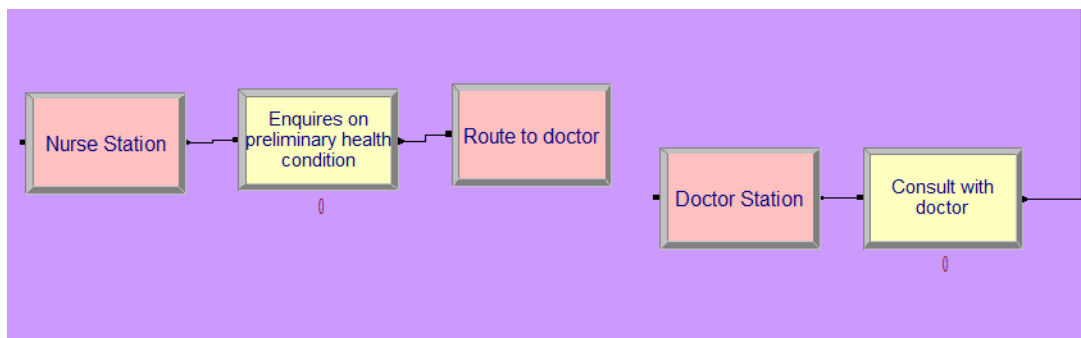 Nurse Station
Enquires on
preliminary health
condition
0
Route to doctor
Doctor Station
Consult with
doctor
0